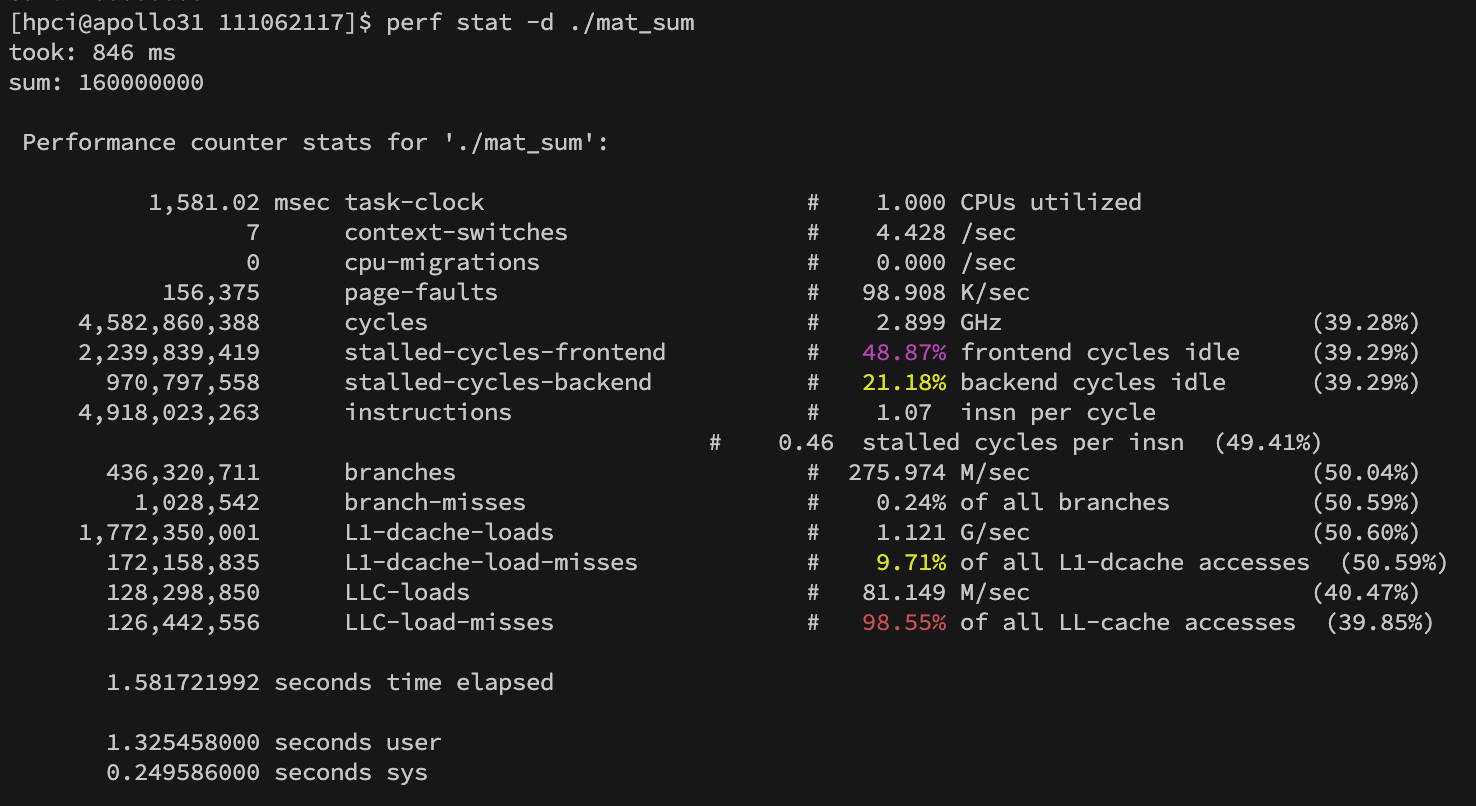 [hpci@apollo31 111062117]$ perf stat -d ./mat_sum
took: 846 ms
sum: 160000000
Performance counter stats for './mat_sum':
1,581.02 msec task-clock # 1.000 CPUs utilized
7 context-switches # 4.428 /sec
0 cpu-migrations # 0.000 /sec
156,375 page-faults # 98.908 K/sec
4,582,860,388 cycles # 2.899 GHz (39.28%)
2,239,839,419 stalled-cycles-frontend # 48.87% frontend cycles idle (39.29%)
970,797,558 stalled-cycles-backend # 21.18% backend cycles idle (39.29%)
4,918,023,263 instructions # 1.07 insn per cycle
# 0.46 stalled cycles per insn (49.41%)
436,320,711 branches # 275.974 M/sec (50.04%)
1,028,542 branch-misses # 0.24% of all branches (50.59%)
1,772,350,001 L1-dcache-loads # 1.121 G/sec (50.60%)
172,158,835 L1-dcache-load-misses # 9.71% of all L1-dcache accesses (50.59%)
128,298,850 LLC-loads # 81.149 M/sec (40.47%)
126,442,556 LLC-load-misses # 98.55% of all LL-cache accesses (39.85%)
1.581721992 seconds time elapsed
1.325458000 seconds user
0.249586000 seconds sys